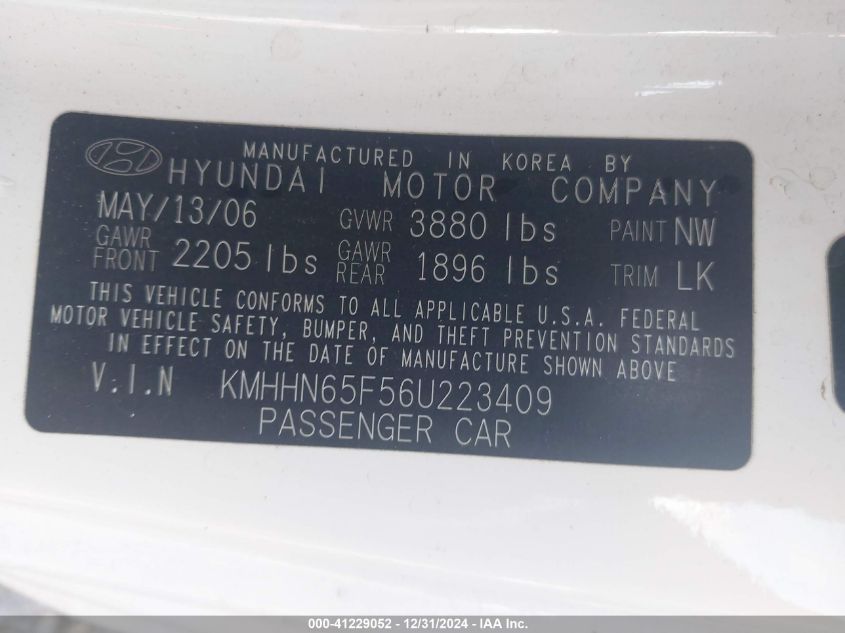 MANUFACTURED IN KOREA BY
HYUNDAI MOTOR COMPANY
MAY/13/06 GVWR 3880 lbs PAINT NW
GAWR FRONT 2205 lbs GAWR REAR 1896 lbs TRIM LK
THIS VEHICLE CONFORMS TO ALL APPLICABLE U.S.A. FEDERAL
MOTOR VEHICLE SAFETY, BUMPER, AND THEFT PREVENTION STANDARDS
IN EFFECT ON THE DATE OF MANUFACTURE SHOWN ABOVE
V.I.N KMHHN65F56U223409
PASSENGER CAR
000-41229052 - 12/31/2024 - IAA Inc.